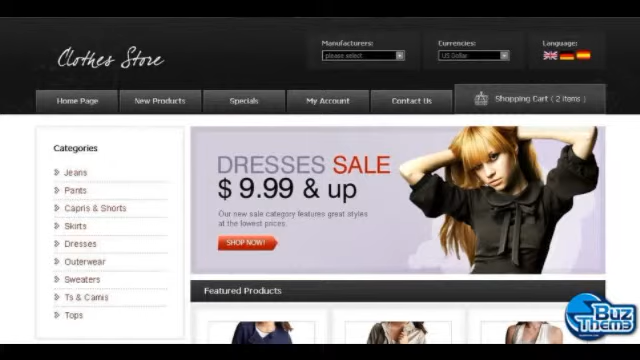 Clothes Store
Manufacturers:
please select
Currencies:
US Dollar
Language:
Home Page
New Products
Specials
My Account
Contact Us
Shopping Cart ( 2 items )
Categories
Jeans
Pants
Capris & Shorts
Skirts
Dresses
Outerwear
Sweaters
Ts & Camis
Tops
DRESSES SALE
$ 9.99 & up
Our new sale category features great styles
at the lowest prices.
SHOP NOW!
Featured Products
Buz
Them3